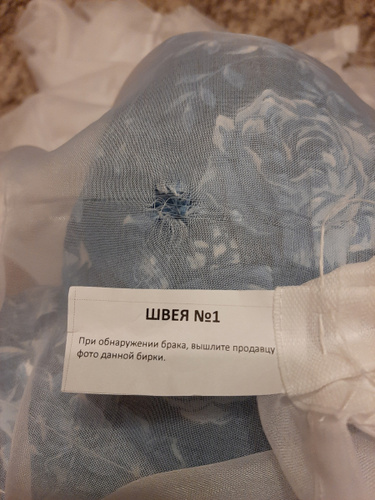 ШВЕЯ №1
При обнаружении брака, вышлите продавцу
фото данной бирки.